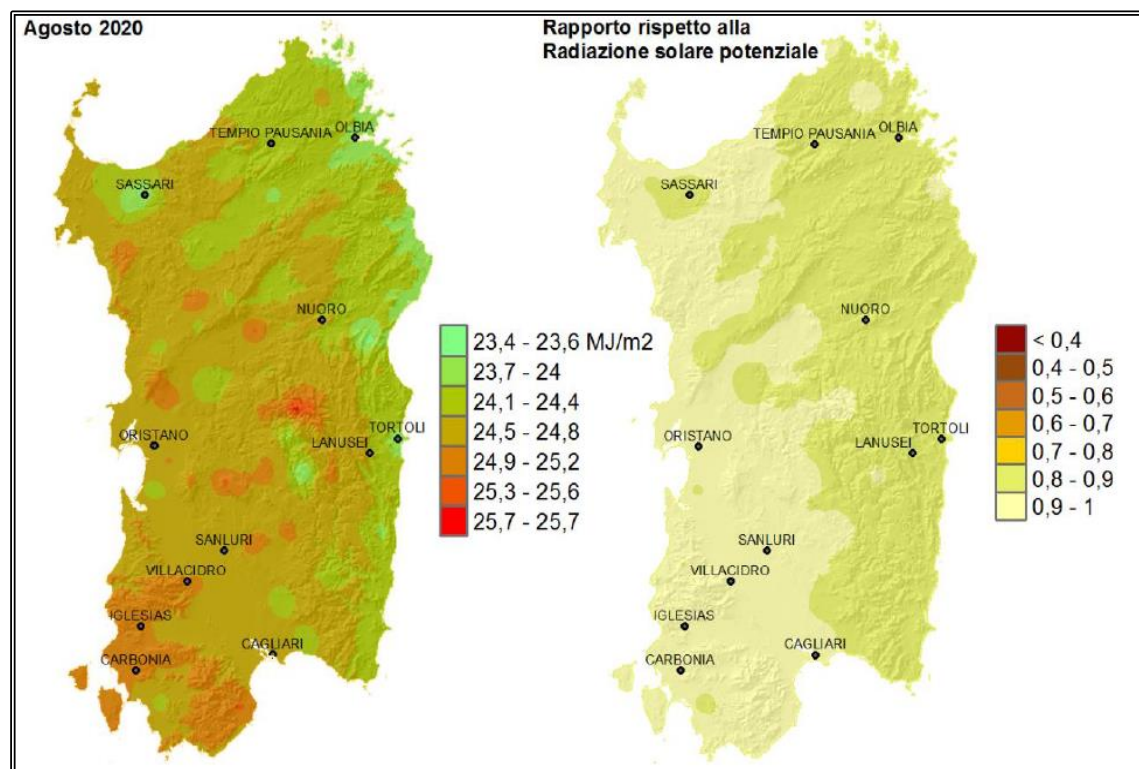 Agosto 2020
TEMPIO PAUSANIA
OLBIA
SASSARI
NUORO
ORISTANO
LANUSEI
TORTOLI
SANLURI
VILLACIDRO
IGLESIAS
CARBONIA
CAGLIARI
23,4 - 23,6 MJ/m2
23,7 - 24
24,1 - 24,4
24,5 - 24,8
24,9 - 25,2
25,3 - 25,6
25,7 - 25,7
Rapporto rispetto alla
Radiazione solare potenziale
TEMPIO PAUSANIA
OLBIA
SASSARI
NUORO
ORISTANO
LANUSEI
TORTOLI
SANLURI
VILLACIDRO
IGLESIAS
CARBONIA
CAGLIARI
< 0,4
0,4 - 0,5
0,5 - 0,6
0,6 - 0,7
0,7 - 0,8
0,8 - 0,9
0,9 - 1